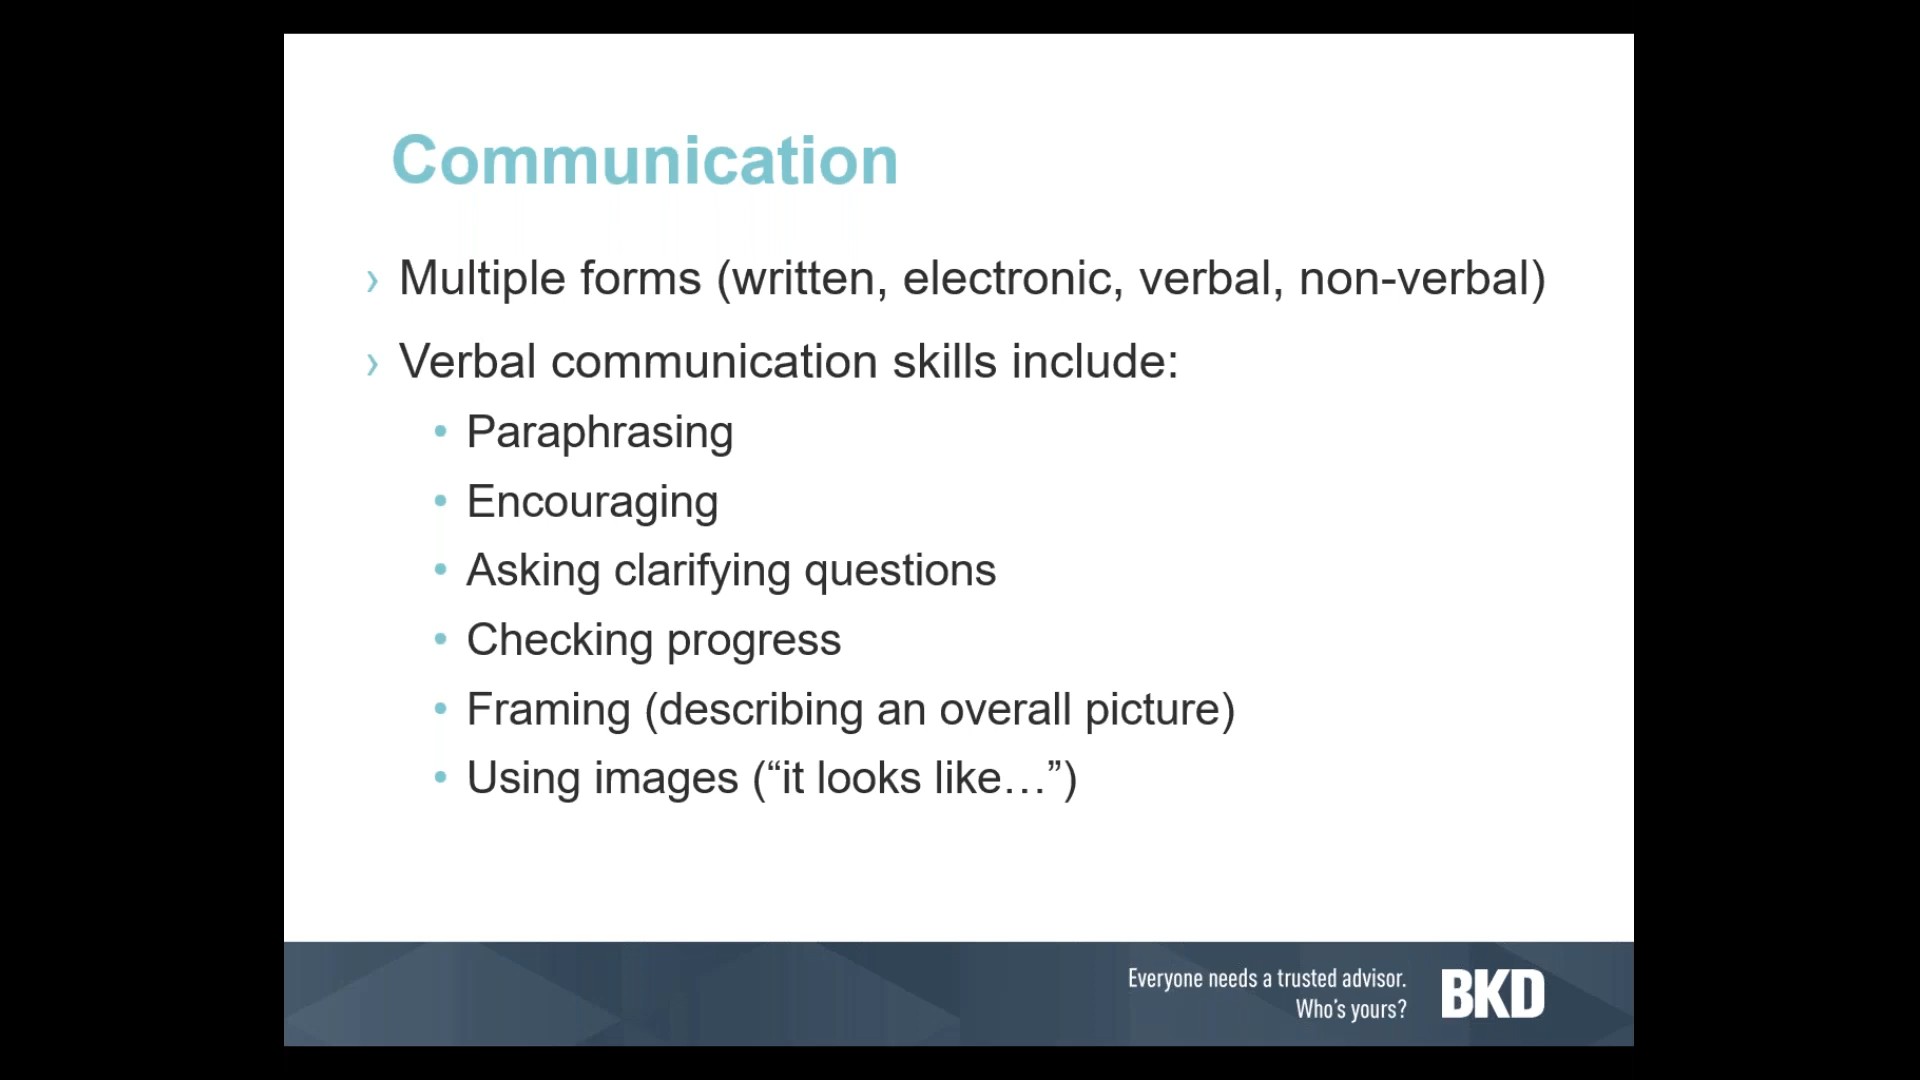 Communication
› Multiple forms (written, electronic, verbal, non-verbal)
› Verbal communication skills include:
• Paraphrasing
• Encouraging
• Asking clarifying questions
• Checking progress
• Framing (describing an overall picture)
• Using images (“it looks like…”)
Everyone needs a trusted advisor.
Who’s yours?
BKD